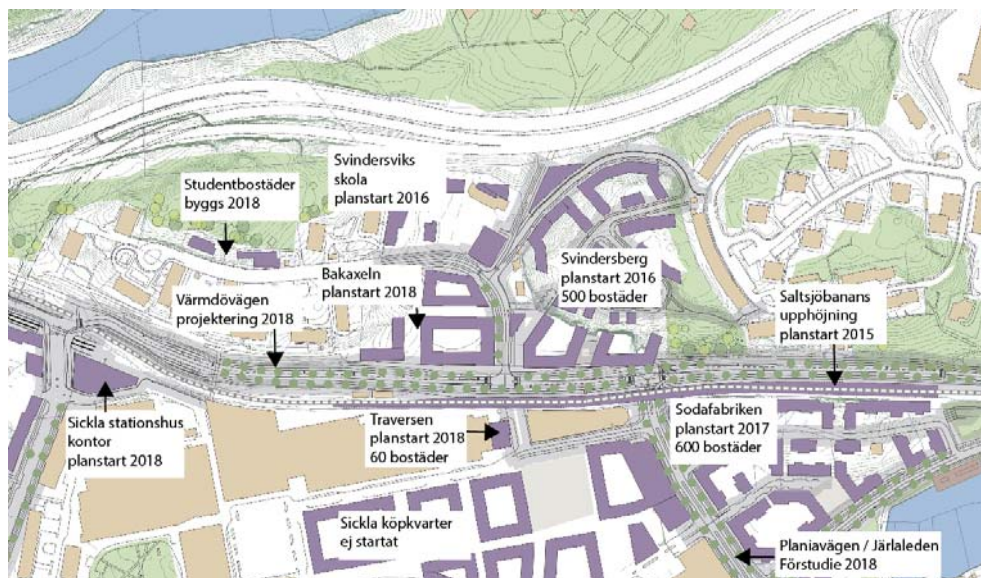 Svindersviks
skola
planstart 2016
Studentbostäder
byggs 2018
Svindersberg
planstart 2016
500 bostäder
Bakaxeln
planstart 2018
Värmdövägen
projektering 2018
Saltsjöbanans
upphöjning
planstart 2015
Sickla stationshus
kontor
planstart 2018
Traversen
planstart 2018
60 bostäder
Sodafabriken
planstart 2017
600 bostäder
Sickla köpkvarter
ej startat
Planiavägen / Järlaleden
Förstudie 2018